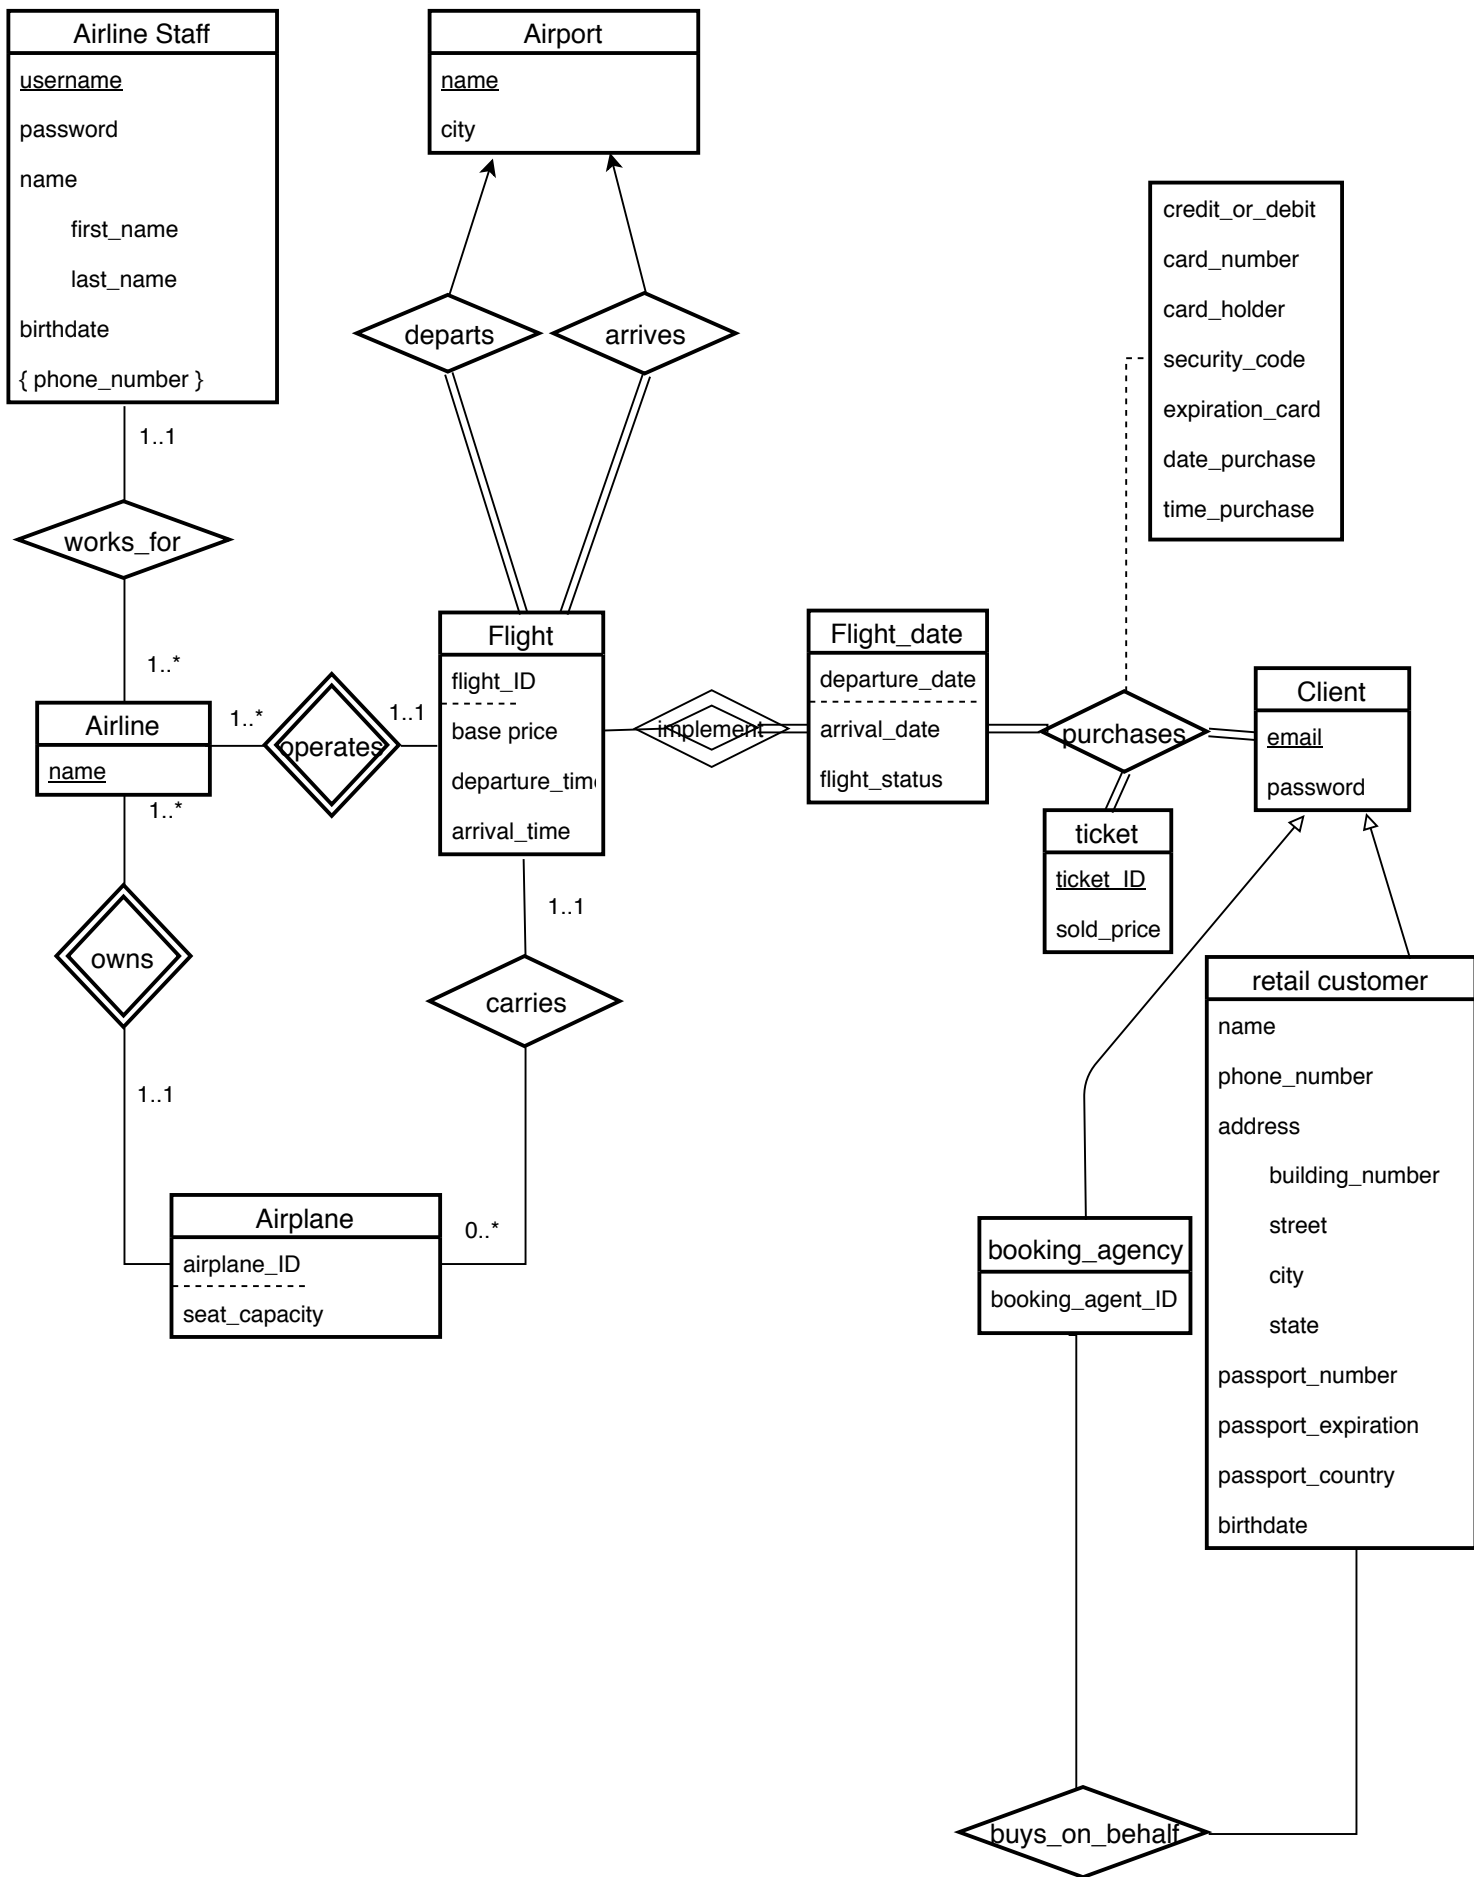 Airline Staff
username
password
name
first_name
last_name
birthdate
{ phone_number }
1..1
works_for
1..*
Airline
name
1..*
operates
1..1
1..*
owns
1..1
Airplane
airplane_ID
seat_capacity
0..*
carries
1..1
Airport
name
city
departs
arrives
Flight
flight_ID
base price
departure_time
arrival_time
implement
Flight_date
departure_date
arrival_date
flight_status
purchases
credit_or_debit
card_number
card_holder
security_code
expiration_card
date_purchase
time_purchase
ticket
ticket_ID
sold_price
Client
email
password
retail customer
name
phone_number
address
building_number
street
city
state
passport_number
passport_expiration
passport_country
birthdate
booking_agency
booking_agent_ID
buys_on_behalf